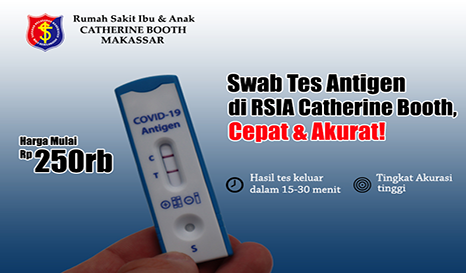 Rumah Sakit Ibu & Anak
CATHERINE BOOTH
MAKASSAR
Swab Tes Antigen
di RSIA Catherine Booth,
Cepat & Akurat!
Harga Mulai
Rp 250rb
COVID-19
Antigen
C
T
S
Hasil tes keluar
dalam 15-30 menit
Tingkat Akurasi
tinggi